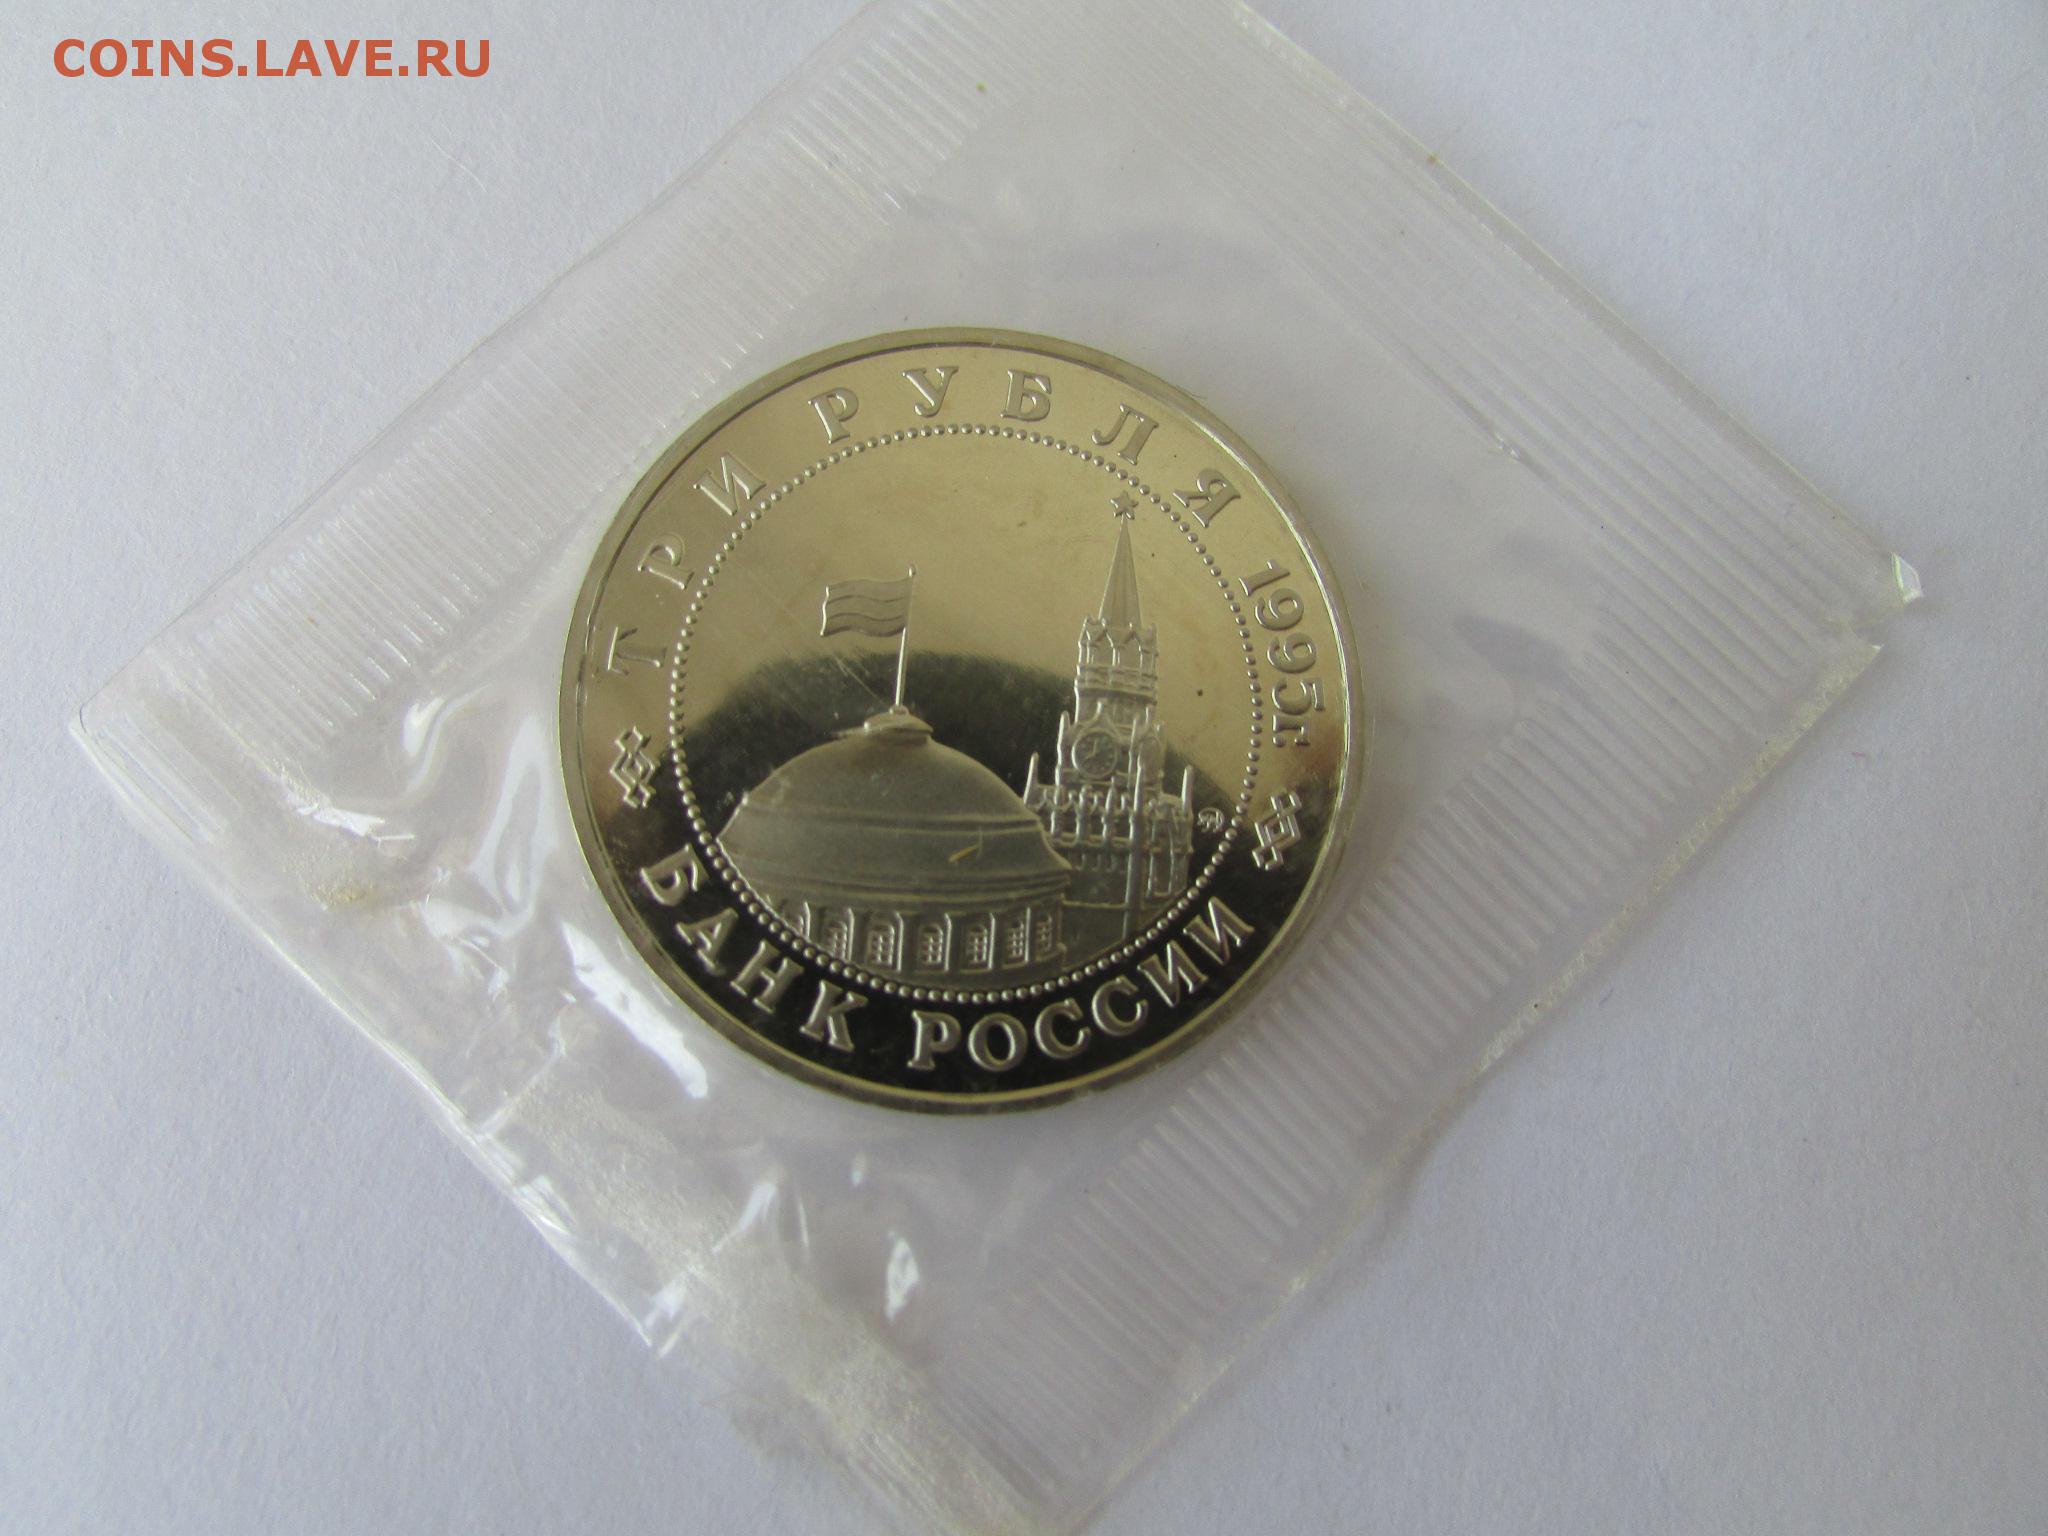 COINS.LAVE.RU
ТРИ РУБЛЯ 1995г.
БАНК РОССИИ